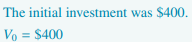 The initial investment was $400.
V₀ = $400